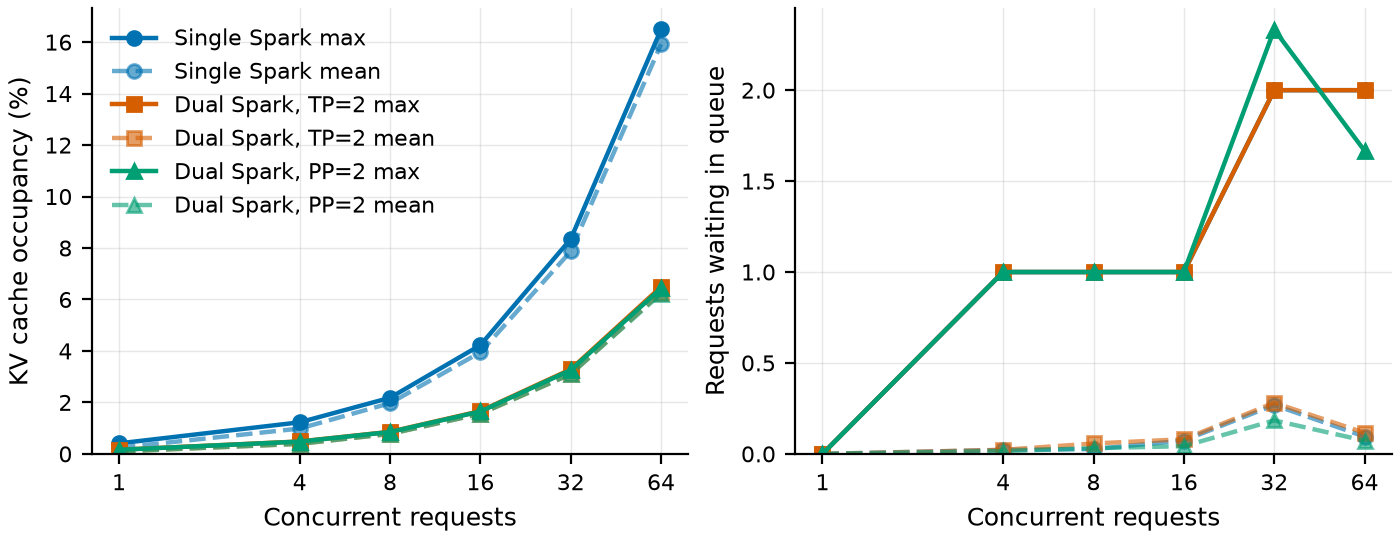 KV cache occupancy (%)
16
14
12
10
8
6
4
2
0
Single Spark max
Single Spark mean
Dual Spark, TP=2 max
Dual Spark, TP=2 mean
Dual Spark, PP=2 max
Dual Spark, PP=2 mean
1 4 8 16 32 64
Concurrent requests
Requests waiting in queue
2.0
1.5
1.0
0.5
0.0
1 4 8 16 32 64
Concurrent requests